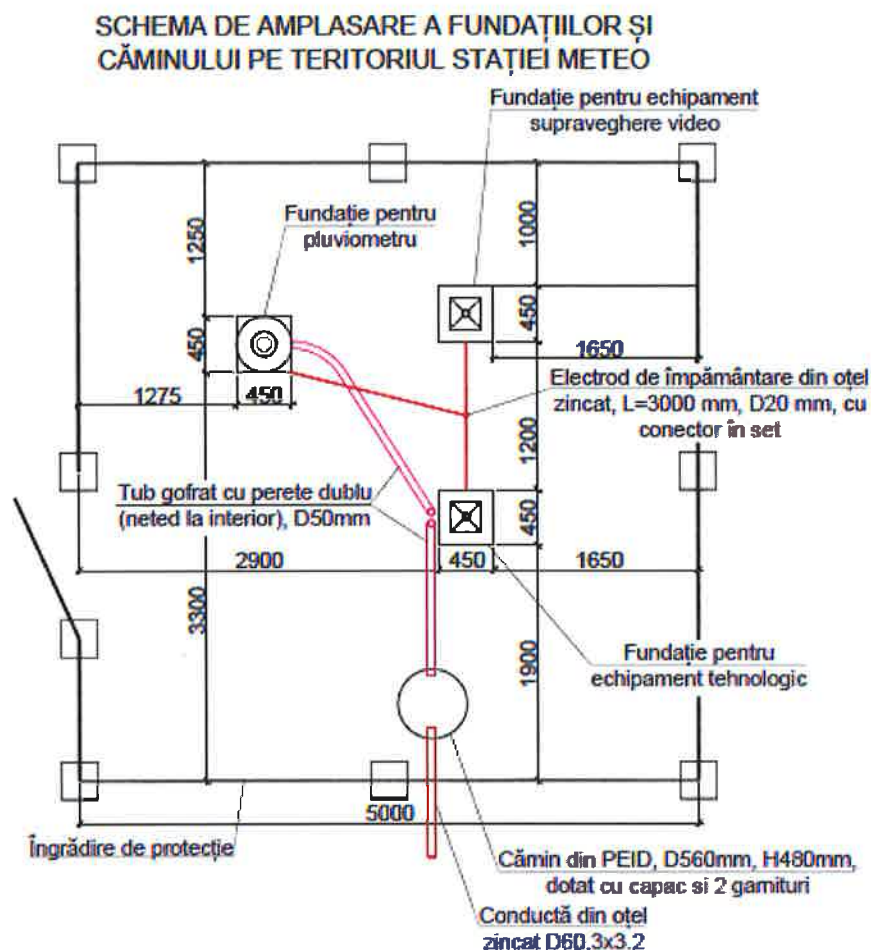 SCHEMA DE AMPLASARE A FUNDAȚIILOR ȘI
CĂMINULUI PE TERITORIUL STAȚIEI METEO
Fundație pentru echipament
supraveghere video
Fundație pentru
pluviometru
1250
1000
450
450
1650
1275
450
Electrod de împământare din oțel
zincat, L=3000 mm, D20 mm, cu
conector în set
1200
Tub gofrat cu perete dublu
(neted la interior), D50mm
450
2900
450
1650
3300
1900
Fundație pentru
echipament tehnologic
5000
Îngrădire de protecție
Cămin din PEID, D560mm, H480mm,
dotat cu capac si 2 garnituri
Conductă din oțel
zincat D60.3x3.2